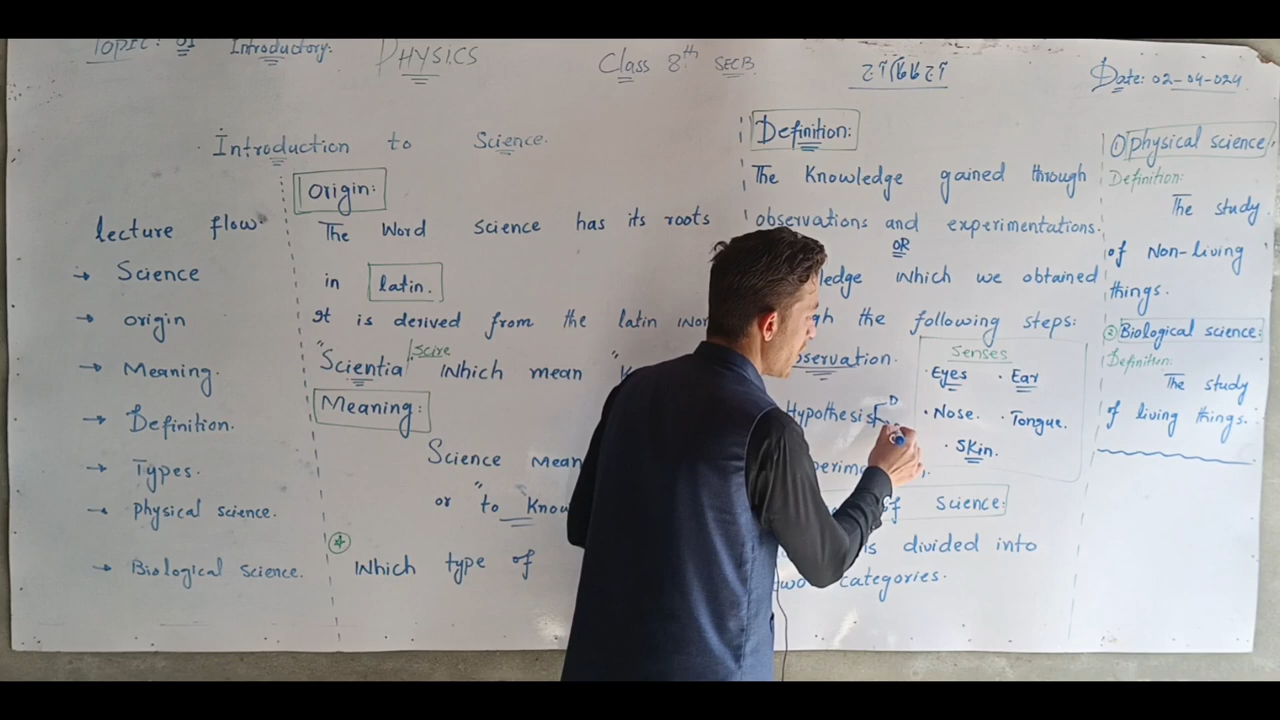 Topic: 01 Introductory:
PHYSICS
Class 8th SECB
Date: 02-04-024
Introduction to Science.
lecture flow
→ Science
→ origin
→ Meaning.
→ Definition.
→ Types.
→ Physical science.
→ Biological science.
Origin:
The Word Science has its roots
in latin.
It is derived from the latin
"Scientia Scire Which mean "
Meaning:
Science
or "to
Which type of
Definition:
The Knowledge gained through
observations and experimentations.
OR
which we obtained
the following steps:
Hypothesis D
of Science:
is divided into
two categories.
Senses
· Eyes · Ear
· Nose. · Tongue.
· Skin.
① Physical science
Definition:
The study
of Non-living
things.
② Biological science:
Definition:
The study
of living things.